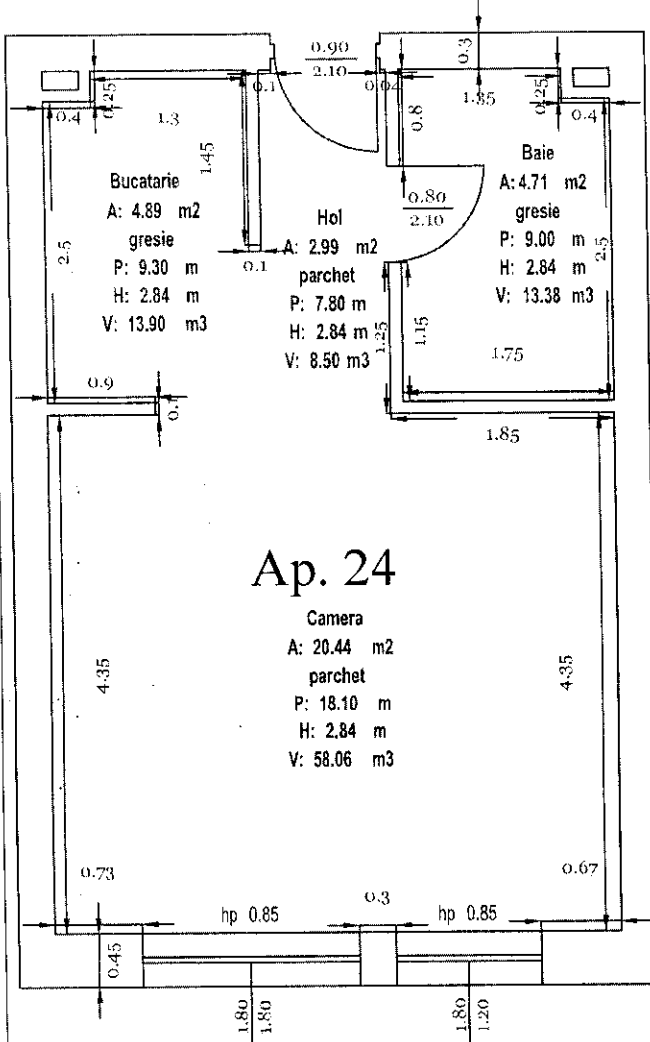 0.90
2.10
0.3
0.1
0.04
0.25
0.4
1.3
1.45
0.8
1.35
0.25
0.4
Bucatarie
A: 4.89 m2
gresie
P: 9.30 m
H: 2.84 m
V: 13.90 m3
2.5
0.1
Hol
A: 2.99 m2
parchet
P: 7.80 m
H: 2.84 m
V: 8.50 m3
0.80
2.10
Baie
A: 4.71 m2
gresie
P: 9.00 m
H: 2.84 m
V: 13.38 m3
2.5
1.25
1.15
1.75
0.9
1.85
Ap. 24
Camera
A: 20.44 m2
parchet
P: 18.10 m
H: 2.84 m
V: 58.06 m3
4.35
4.35
0.73
0.67
hp 0.85
0.3
hp 0.85
0.45
1.80
1.80
1.80
1.20